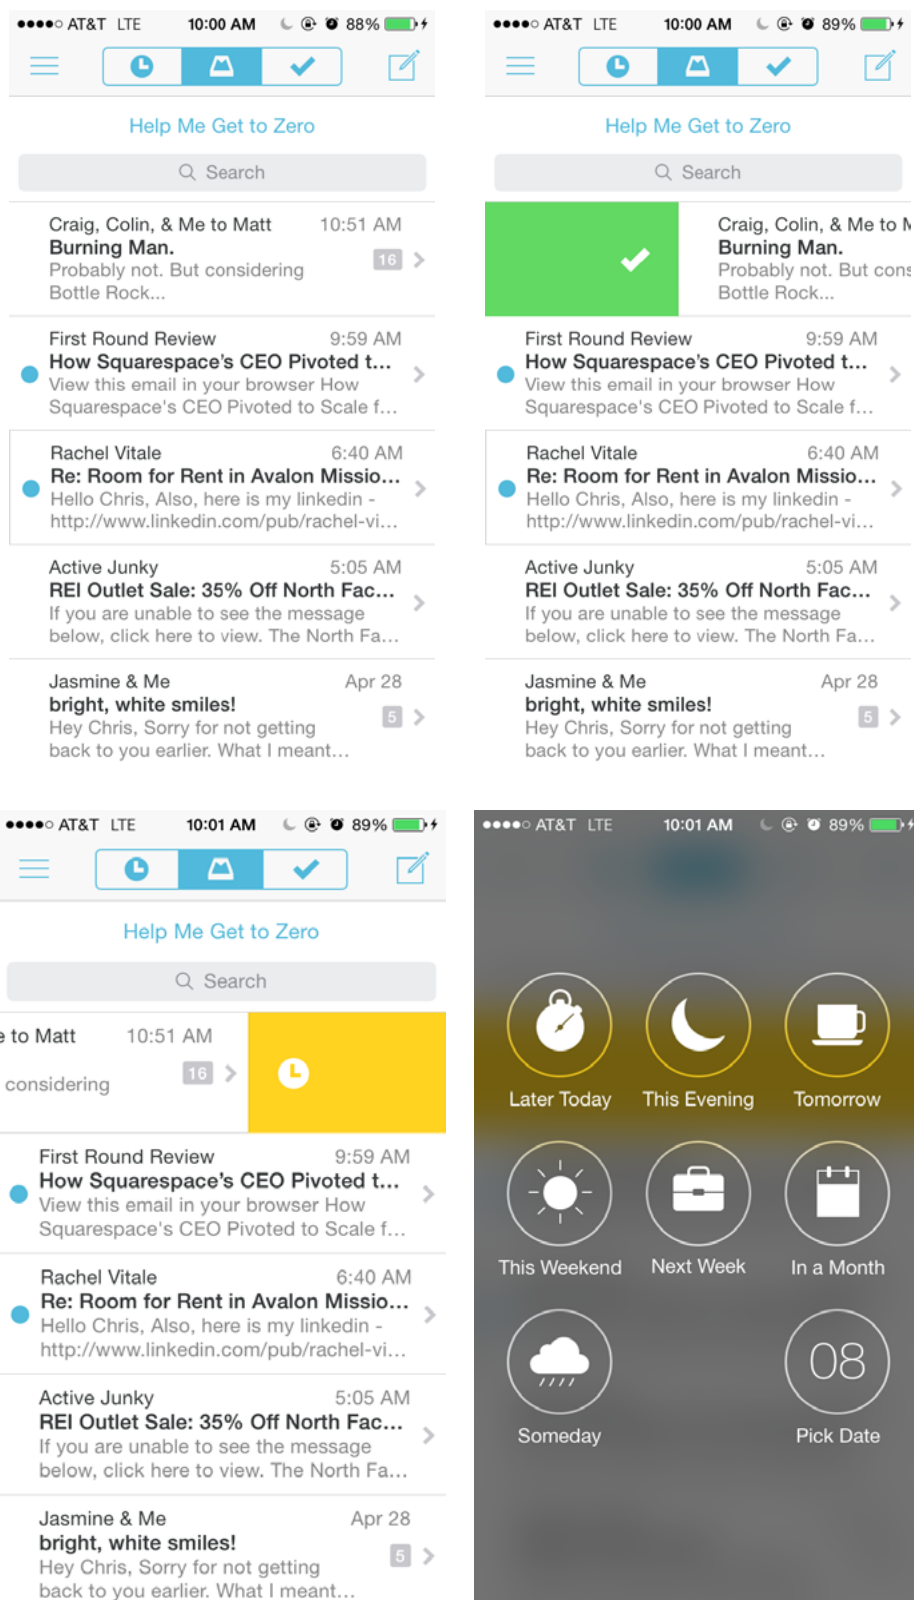 AT&T LTE 10:00 AM 88%
Help Me Get to Zero
Search
Craig, Colin, & Me to Matt 10:51 AM
Burning Man.
Probably not. But considering 16
Bottle Rock...
First Round Review 9:59 AM
How Squarespace's CEO Pivoted t...
View this email in your browser How
Squarespace's CEO Pivoted to Scale f...
Rachel Vitale 6:40 AM
Re: Room for Rent in Avalon Missio...
Hello Chris, Also, here is my linkedin -
http://www.linkedin.com/pub/rachel-vi...
Active Junky 5:05 AM
REI Outlet Sale: 35% Off North Fac...
If you are unable to see the message
below, click here to view. The North Fa...
Jasmine & Me Apr 28
bright, white smiles!
Hey Chris, Sorry for not getting 5
back to you earlier. What I meant...
AT&T LTE 10:00 AM 89%
Help Me Get to Zero
Search
Craig, Colin, & Me to M
Burning Man.
Probably not. But cons
Bottle Rock...
First Round Review 9:59 AM
How Squarespace's CEO Pivoted t...
View this email in your browser How
Squarespace's CEO Pivoted to Scale f...
Rachel Vitale 6:40 AM
Re: Room for Rent in Avalon Missio...
Hello Chris, Also, here is my linkedin -
http://www.linkedin.com/pub/rachel-vi...
Active Junky 5:05 AM
REI Outlet Sale: 35% Off North Fac...
If you are unable to see the message
below, click here to view. The North Fa...
Jasmine & Me Apr 28
bright, white smiles!
Hey Chris, Sorry for not getting 5
back to you earlier. What I meant...
AT&T LTE 10:01 AM 89%
Help Me Get to Zero
Search
e to Matt 10:51 AM
considering 16
First Round Review 9:59 AM
How Squarespace's CEO Pivoted t...
View this email in your browser How
Squarespace's CEO Pivoted to Scale f...
Rachel Vitale 6:40 AM
Re: Room for Rent in Avalon Missio...
Hello Chris, Also, here is my linkedin -
http://www.linkedin.com/pub/rachel-vi...
Active Junky 5:05 AM
REI Outlet Sale: 35% Off North Fac...
If you are unable to see the message
below, click here to view. The North Fa...
Jasmine & Me Apr 28
bright, white smiles!
Hey Chris, Sorry for not getting 5
back to you earlier. What I meant...
AT&T LTE 10:01 AM 89%
Later Today This Evening Tomorrow
This Weekend Next Week In a Month
08
Someday Pick Date